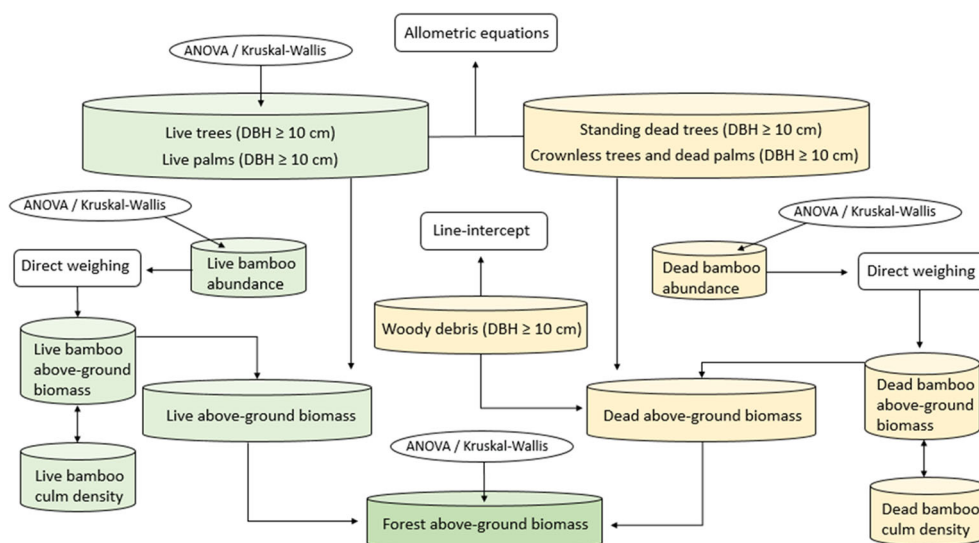 Allometric equations
ANOVA / Kruskal-Wallis
Live trees (DBH ≥ 10 cm)
Live palms (DBH ≥ 10 cm)
Standing dead trees (DBH ≥ 10 cm)
Crownless trees and dead palms (DBH ≥ 10 cm)
ANOVA / Kruskal-Wallis
ANOVA / Kruskal-Wallis
Line-intercept
Direct weighing
Live bamboo
abundance
Dead bamboo
abundance
Direct weighing
Woody debris (DBH ≥ 10 cm)
Live bamboo
above-ground
biomass
Live above-ground biomass
Dead above-ground biomass
Dead bamboo
above-ground
biomass
ANOVA / Kruskal-Wallis
Live bamboo
culm density
Forest above-ground biomass
Dead bamboo
culm density